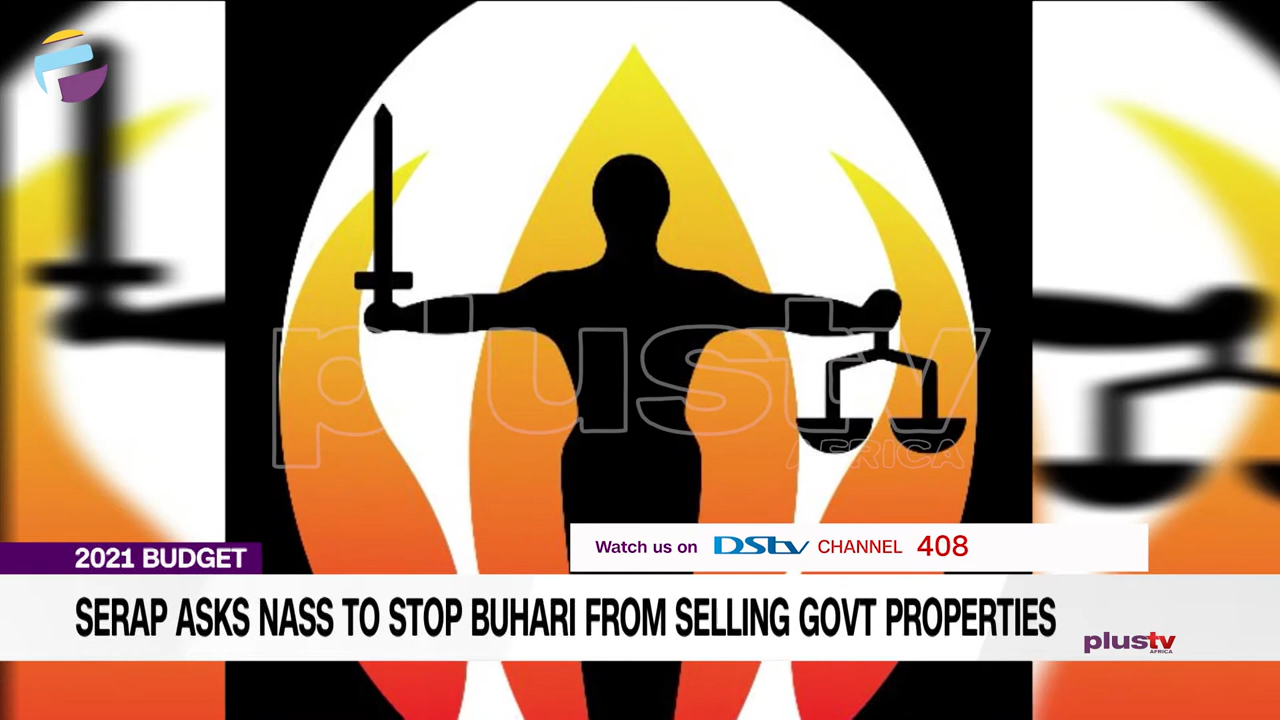 plustv
AFRICA
Watch us on DStv CHANNEL 408
2021 BUDGET
SERAP ASKS NASS TO STOP BUHARI FROM SELLING GOVT PROPERTIES
plustv
AFRICA